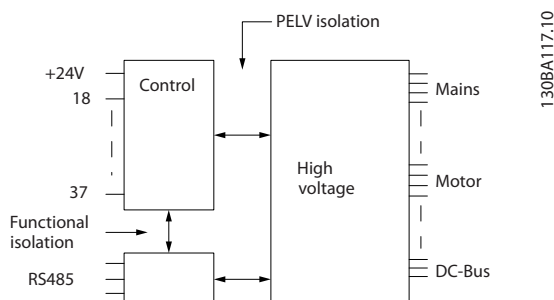 PELV isolation
130BA117.10
+24V
Control
Mains
18
High
voltage
Motor
37
Functional
isolation
RS485
DC-Bus